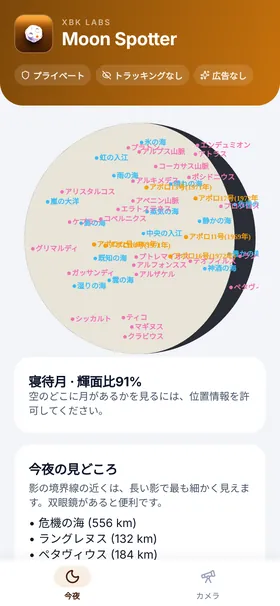 XBK LABS
Moon Spotter
プライベート
トラッキングなし
広告なし
氷の海
エンデュミオン
アルプス山脈
アトラス
虹の入江
コーカサス山脈
雨の海
アルキメデス
ポシドニウス
アリスタルコス
アペニン山脈
嵐の大洋
コペルニクス
静かの海
中央の入江
アポロ11号(1969年)
グリマルディ
既知の海
アルフォンスス
ガッサンディ
アルザケル
神酒の海
湿りの海
雲の海
ペタヴ
シッカルト
ティコ
マギヌス
クラビウス
寝待月 · 輝面比91%
空のどこに月があるかを見るには、位置情報を許
可してください。
今夜の見どころ
影の境界線の近くは、長い影で最も細かく見えま
す。双眼鏡があると便利です。
• 危機の海 (556 km)
• ラングレヌス (132 km)
• ペタヴィウス (184 km)
今夜
カメラ